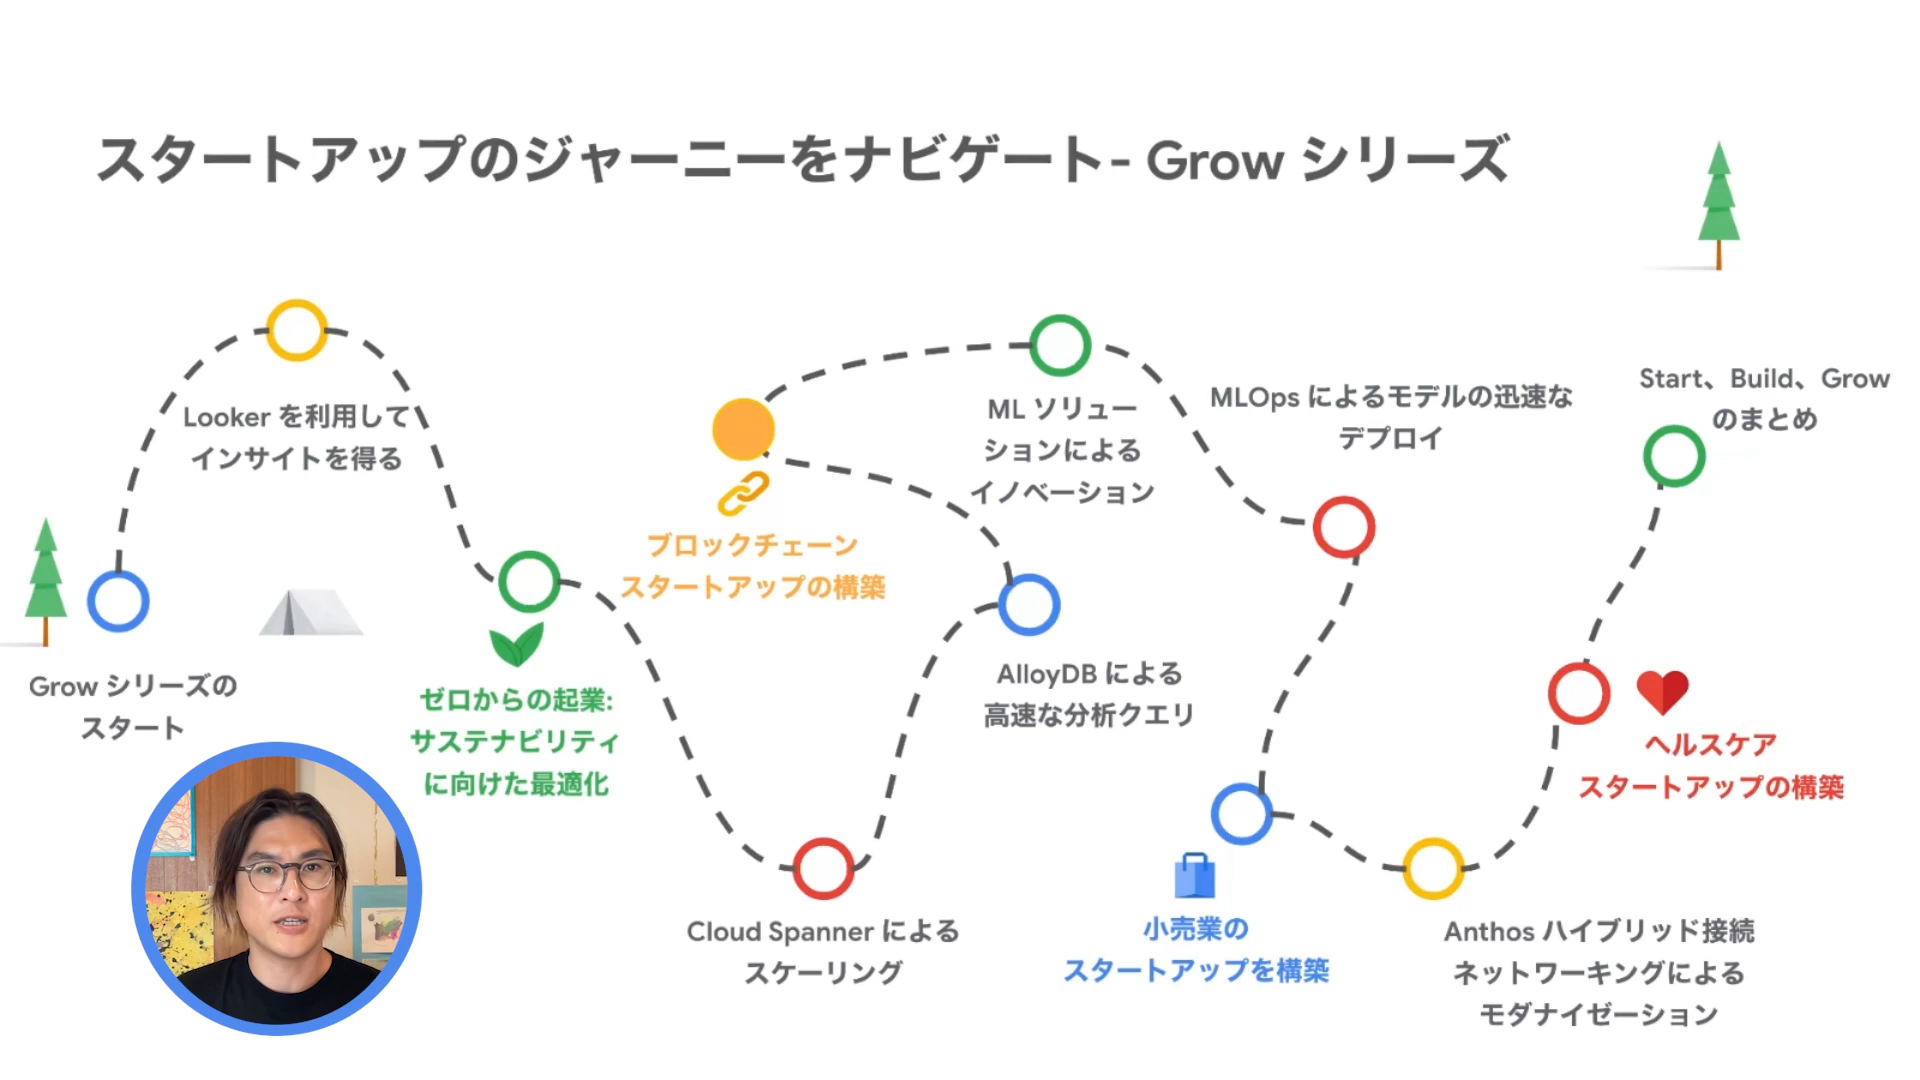 スタートアップのジャーニーをナビゲート- Grow シリーズ
Grow シリーズの
スタート
Looker を利用して
インサイトを得る
ゼロからの起業:
サステナビリティ
に向けた最適化
Cloud Spanner による
スケーリング
AlloyDB による
高速な分析クエリ
ブロックチェーン
スタートアップの構築
ML ソリュー
ションによる
イノベーション
MLOps によるモデルの迅速な
デプロイ
小売業の
スタートアップを構築
Anthos ハイブリッド接続
ネットワーキングによる
モダナイゼーション
ヘルスケア
スタートアップの構築
Start、Build、Grow
のまとめ